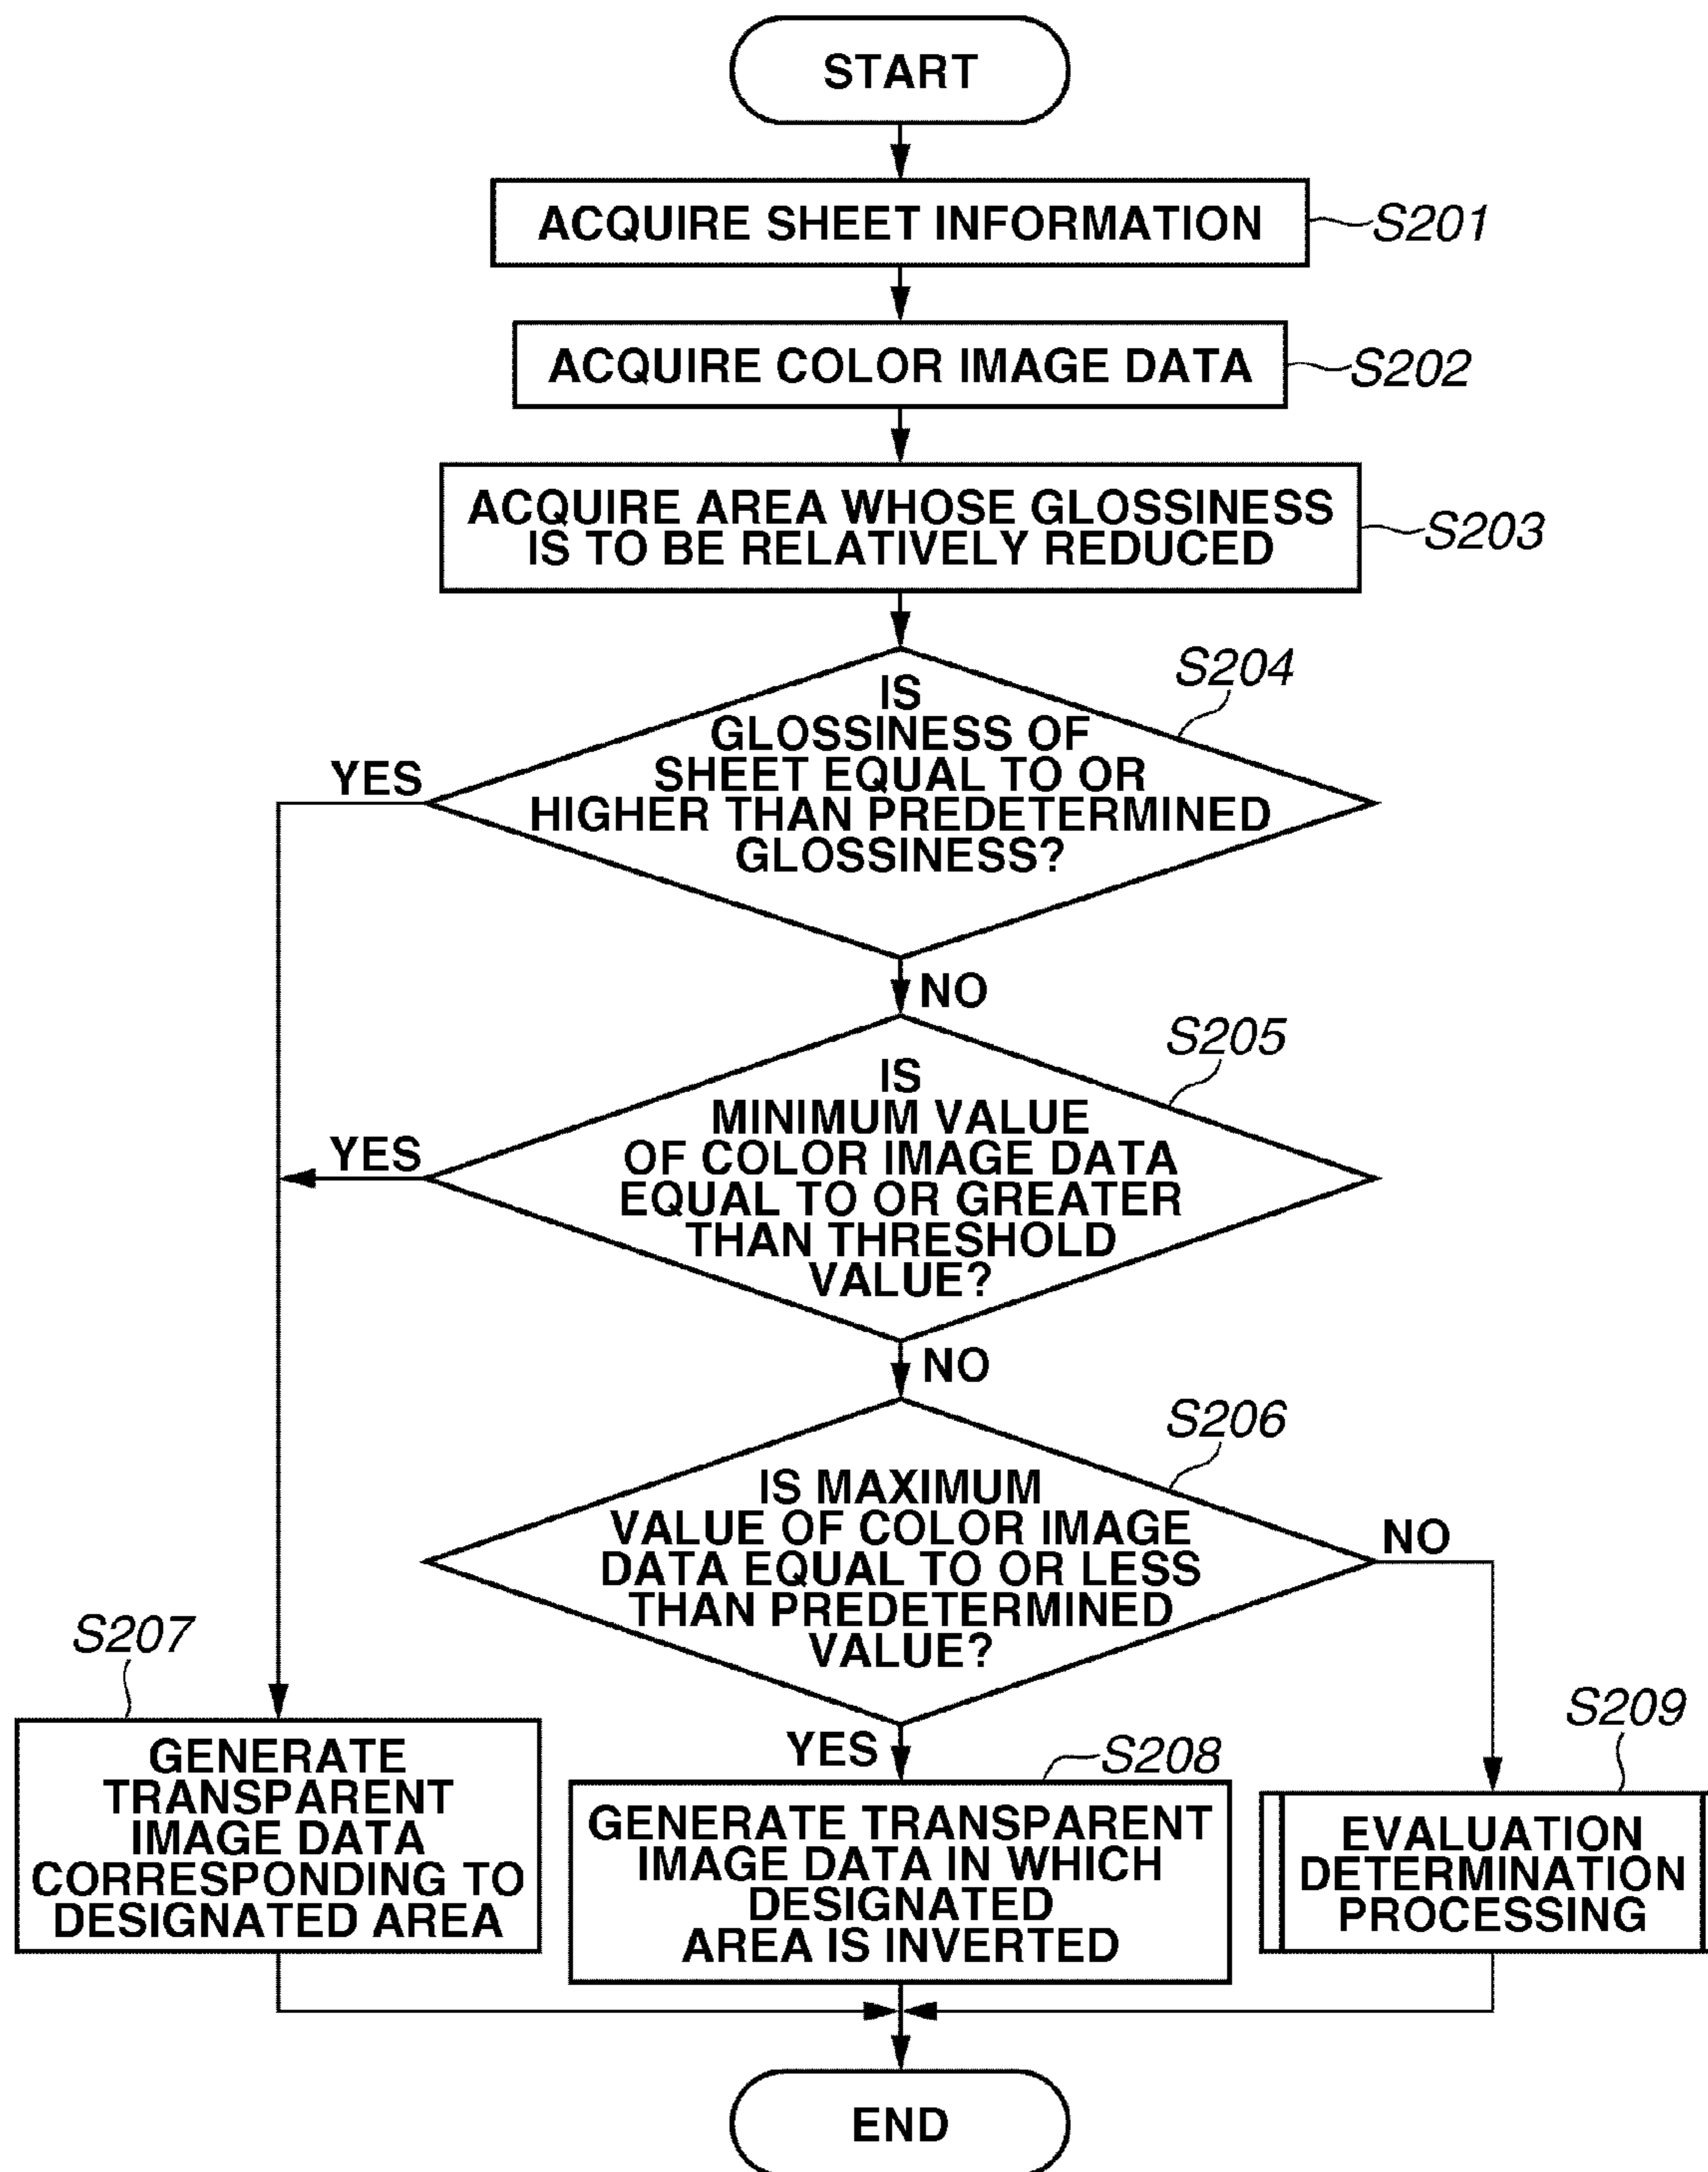 START
ACQUIRE SHEET INFORMATION
S201
ACQUIRE COLOR IMAGE DATA
S202
ACQUIRE AREA WHOSE GLOSSINESS
IS TO BE RELATIVELY REDUCED
S203
S204
IS
GLOSSINESS OF
SHEET EQUAL TO OR
HIGHER THAN PREDETERMINED
GLOSSINESS?
YES
NO
S205
IS
MINIMUM VALUE
OF COLOR IMAGE DATA
EQUAL TO OR GREATER
THAN THRESHOLD
VALUE?
YES
NO
S206
IS MAXIMUM
VALUE OF COLOR IMAGE
DATA EQUAL TO OR LESS
THAN PREDETERMINED
VALUE?
NO
YES
S207
GENERATE
TRANSPARENT
IMAGE DATA
CORRESPONDING TO
DESIGNATED AREA
S208
GENERATE TRANSPARENT
IMAGE DATA IN WHICH
DESIGNATED
AREA IS INVERTED
S209
EVALUATION
DETERMINATION
PROCESSING
END